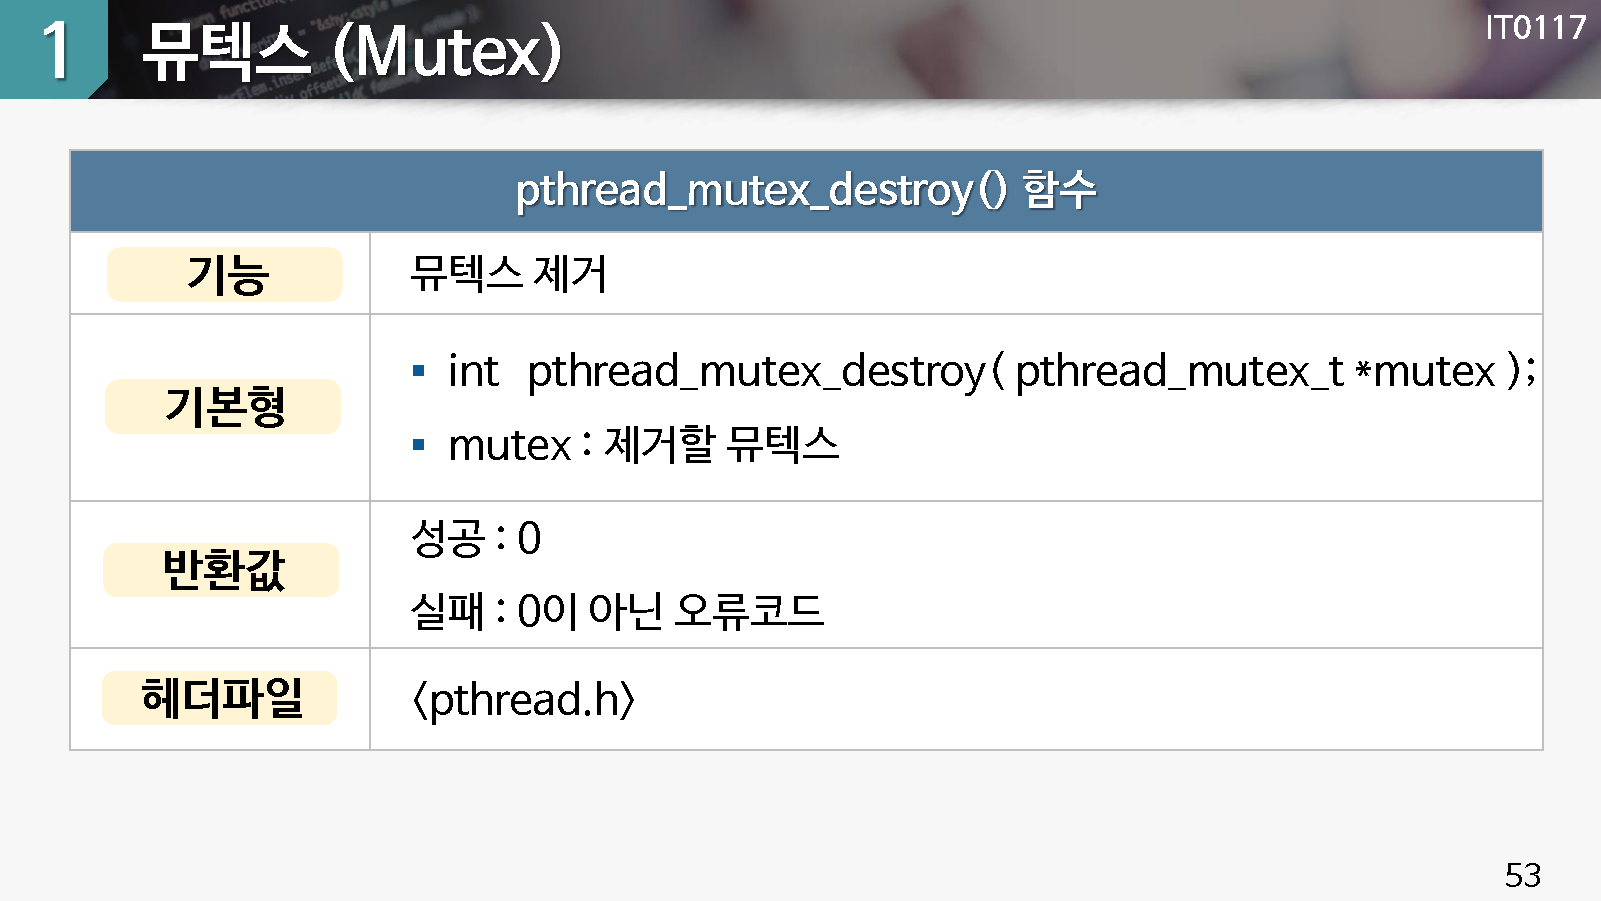 1 뮤텍스 (Mutex)
IT0117
pthread_mutex_destroy() 함수
기능
뮤텍스 제거
기본형
▪ int pthread_mutex_destroy( pthread_mutex_t *mutex );
▪ mutex : 제거할 뮤텍스
반환값
성공 : 0
실패 : 0이 아닌 오류코드
헤더파일
<pthread.h>
53